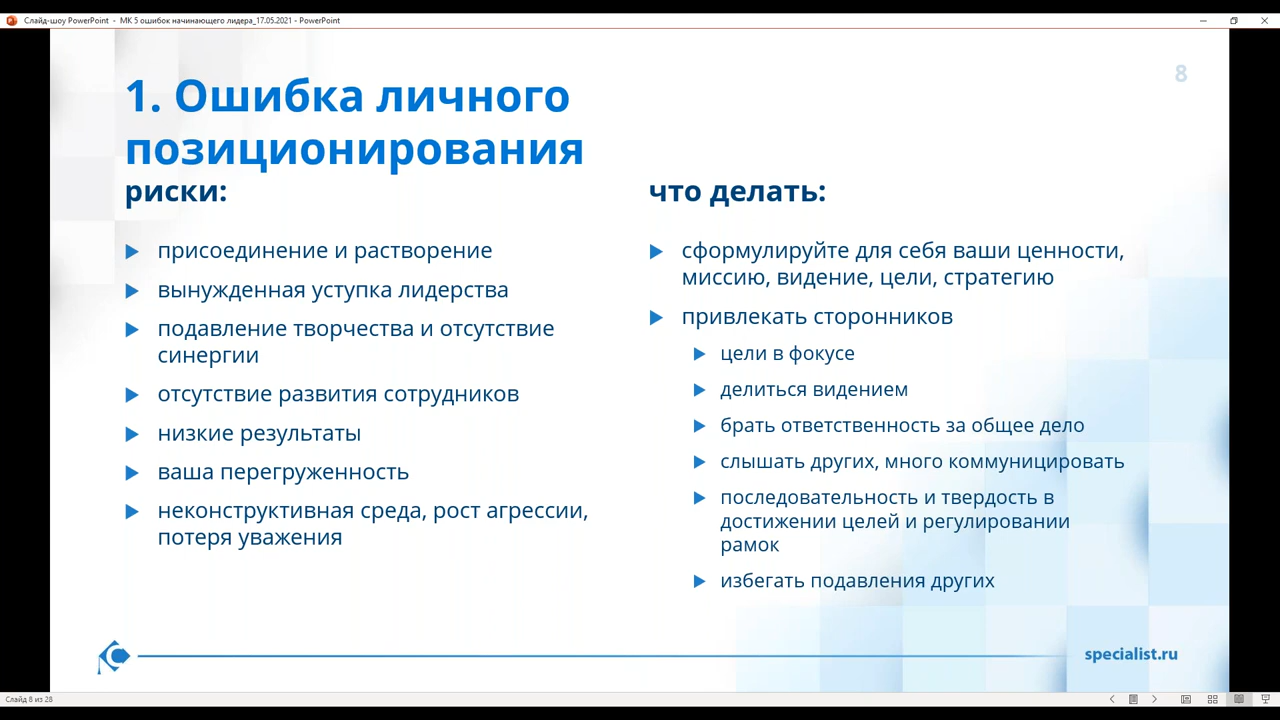 Слайд-шоу PowerPoint - МК 5 ошибок начинающего лидера_17.05.2021 - PowerPoint
8
1. Ошибка личного
позиционирования
риски:
присоединение и растворение
вынужденная уступка лидерства
подавление творчества и отсутствие
синергии
отсутствие развития сотрудников
низкие результаты
ваша перегруженность
неконструктивная среда, рост агрессии,
потеря уважения
что делать:
сформулируйте для себя ваши ценности,
миссию, видение, цели, стратегию
привлекать сторонников
цели в фокусе
делиться видением
брать ответственность за общее дело
слышать других, много коммуницировать
последовательность и твердость в
достижении целей и регулировании
рамок
избегать подавления других
specialist.ru
Слайд 8 из 28